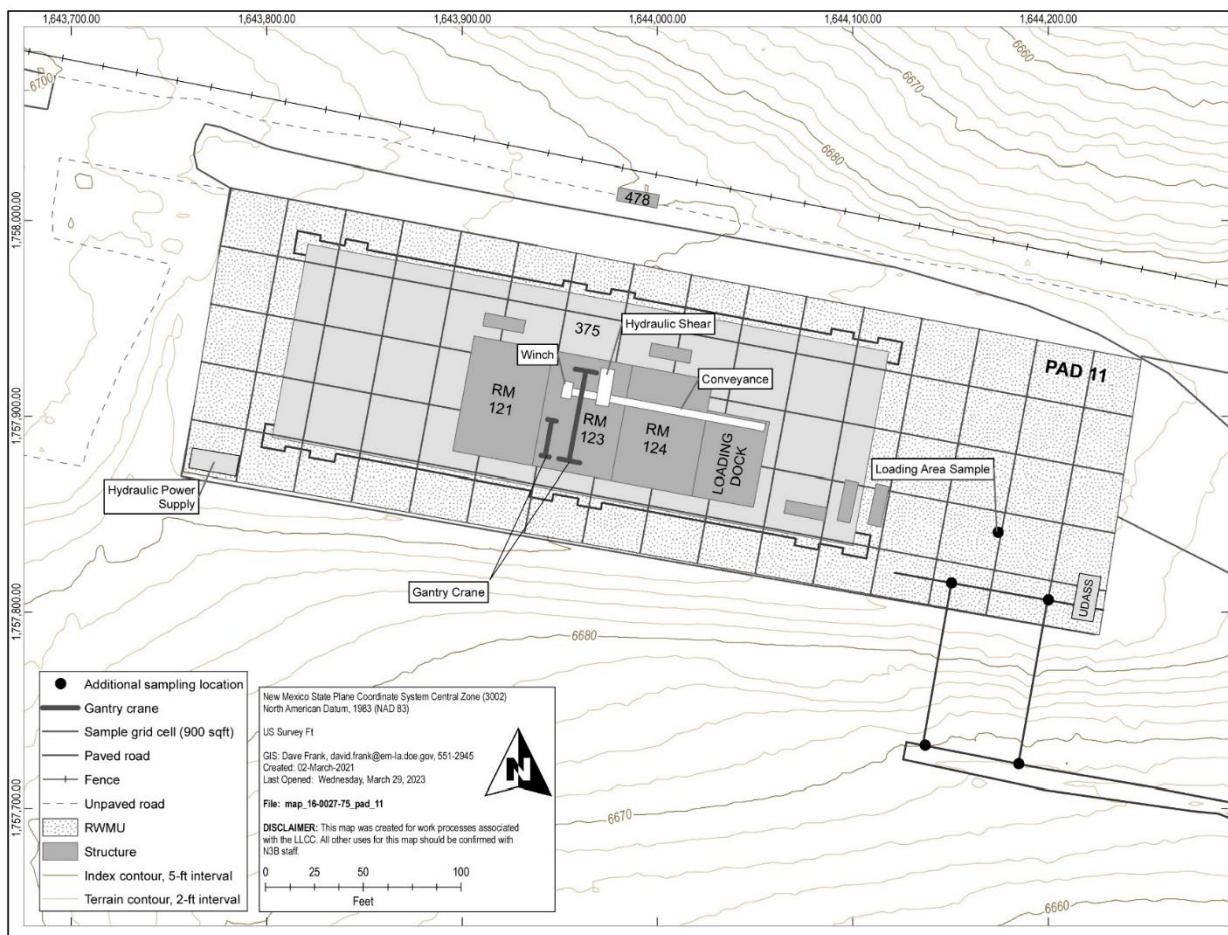 1,643,700.00
1,643,800.00
1,643,900.00
1,644,000.00
1,644,100.00
1,644,200.00
6700
6660
6670
6680
478
1,758,000.00
375
Hydraulic Shear
Winch
Conveyance
PAD 11
RM
121
RM
123
RM
124
LOADING
DOCK
1,757,900.00
Loading Area Sample
Hydraulic Power
Supply
Gantry Crane
UDASS
1,757,800.00
6680
1,757,700.00
6670
6660
Additional sampling location
Gantry crane
Sample grid cell (900 sqft)
Paved road
Fence
Unpaved road
RWMU
Structure
Index contour, 5-ft interval
Terrain contour, 2-ft interval
New Mexico State Plane Coordinate System Central Zone (3002)
North American Datum, 1983 (NAD 83)
US Survey Ft
GIS: Dave Frank, david.frank@em-la.doe.gov, 551-2945
Created: 02-March-2021
Last Opened: Wednesday, March 29, 2023
File: map_16-0027-75_pad_11
DISCLAIMER: This map was created for work processes associated
with the LLCC. All other uses for this map should be confirmed with
N3B staff.
N
0 25 50 100
Feet